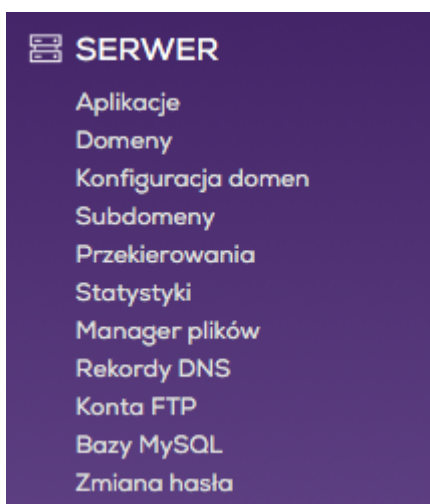 SERWER
Aplikacje
Domeny
Konfiguracja domen
Subdomeny
Przekierowania
Statystyki
Manager plików
Rekordy DNS
Konta FTP
Bazy MySQL
Zmiana hasła